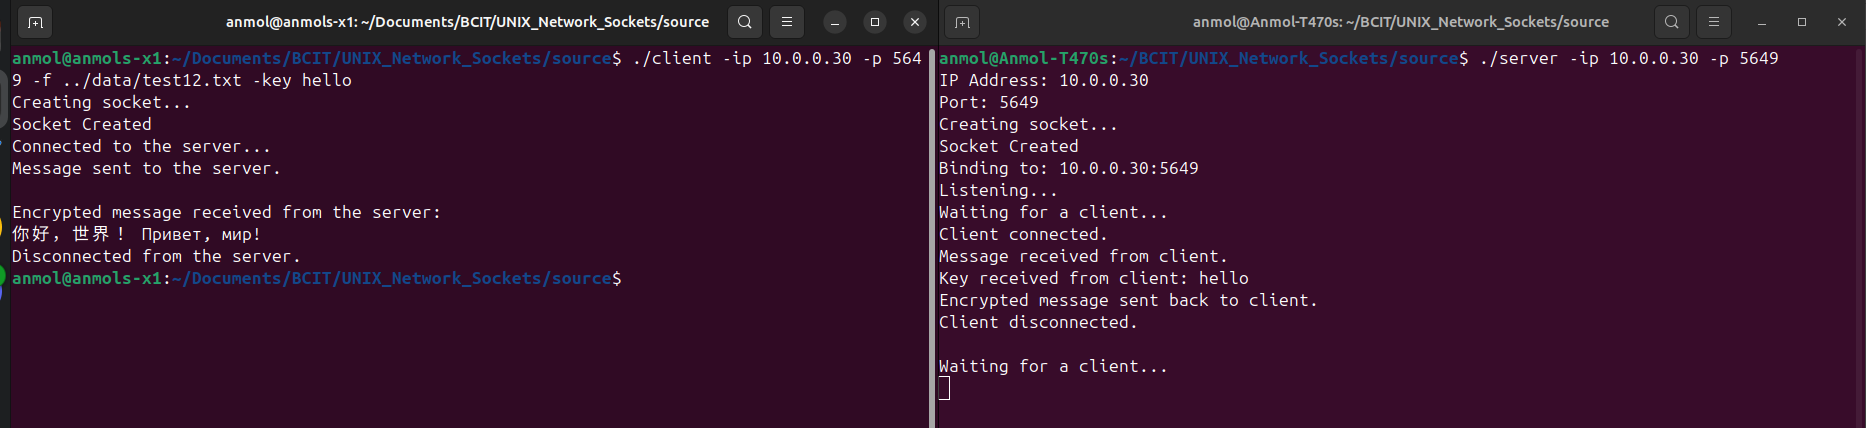 anmol@anmols-x1: ~/Documents/BCIT/UNIX_Network_Sockets/source
anmol@anmols-x1:~/Documents/BCIT/UNIX_Network_Sockets/source$ ./client -ip 10.0.0.30 -p 564
9 -f ../data/test12.txt -key hello
Creating socket...
Socket Created
Connected to the server...
Message sent to the server.
Encrypted message received from the server:
你好，世界！ Привет, мир!
Disconnected from the server.
anmol@anmols-x1:~/Documents/BCIT/UNIX_Network_Sockets/source$
anmol@Anmol-T470s: ~/BCIT/UNIX_Network_Sockets/source
anmol@Anmol-T470s:~/BCIT/UNIX_Network_Sockets/source$ ./server -ip 10.0.0.30 -p 5649
IP Address: 10.0.0.30
Port: 5649
Creating socket...
Socket Created
Binding to: 10.0.0.30:5649
Listening...
Waiting for a client...
Client connected.
Message received from client.
Key received from client: hello
Encrypted message sent back to client.
Client disconnected.
Waiting for a client...